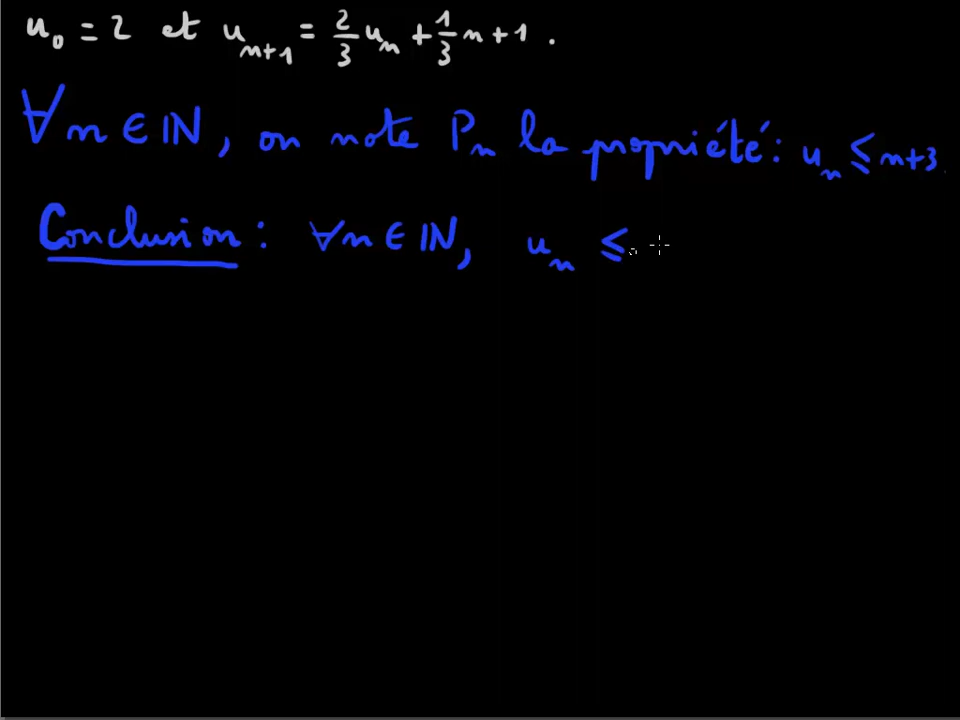 u₀ = 2 et uₙ₊₁ = 2/3 uₙ + 1/3 n + 1 .
∀n ∈ ℕ, on note Pₙ la propriété : uₙ ≤ n+3
Conclusion : ∀n ∈ ℕ, uₙ ≤